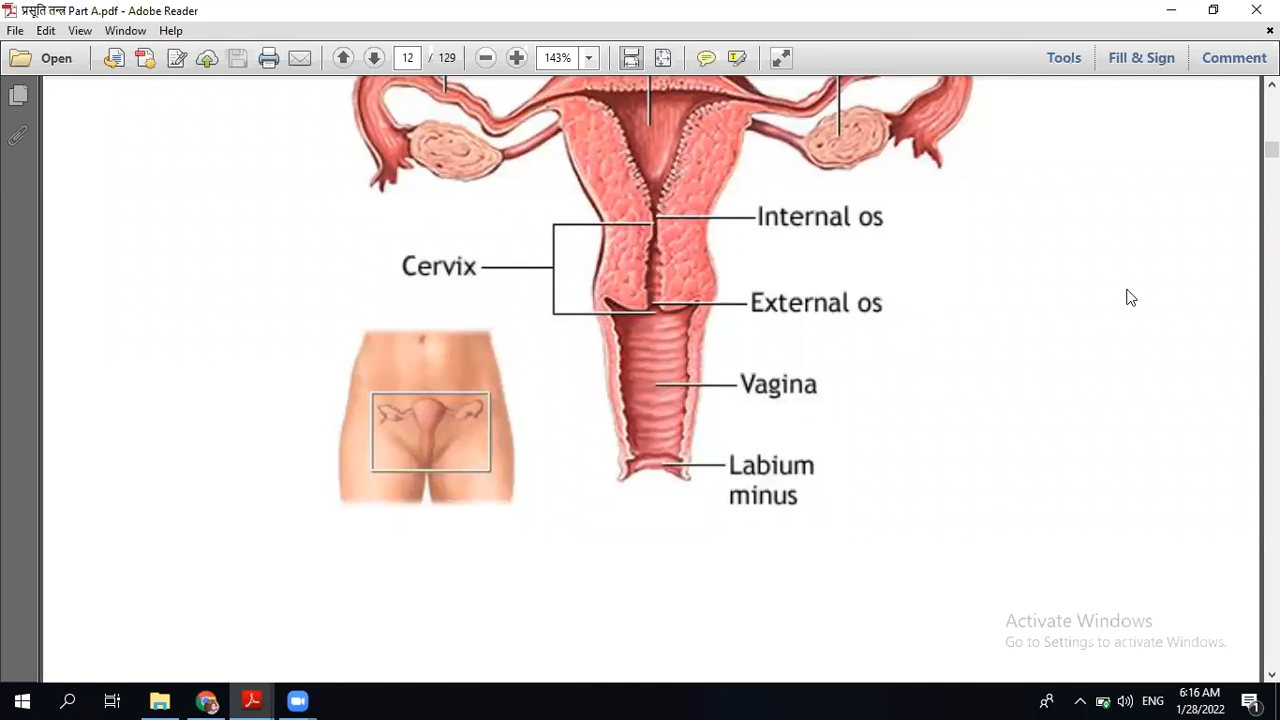 प्रसूति तन्त्र Part A.pdf - Adobe Reader
File Edit View Window Help
Open 12 / 129 143% Tools Fill & Sign Comment
Internal os
Cervix
External os
Vagina
Labium
minus
Activate Windows
Go to Settings to activate Windows.
ENG
6:16 AM
1/28/2022
1